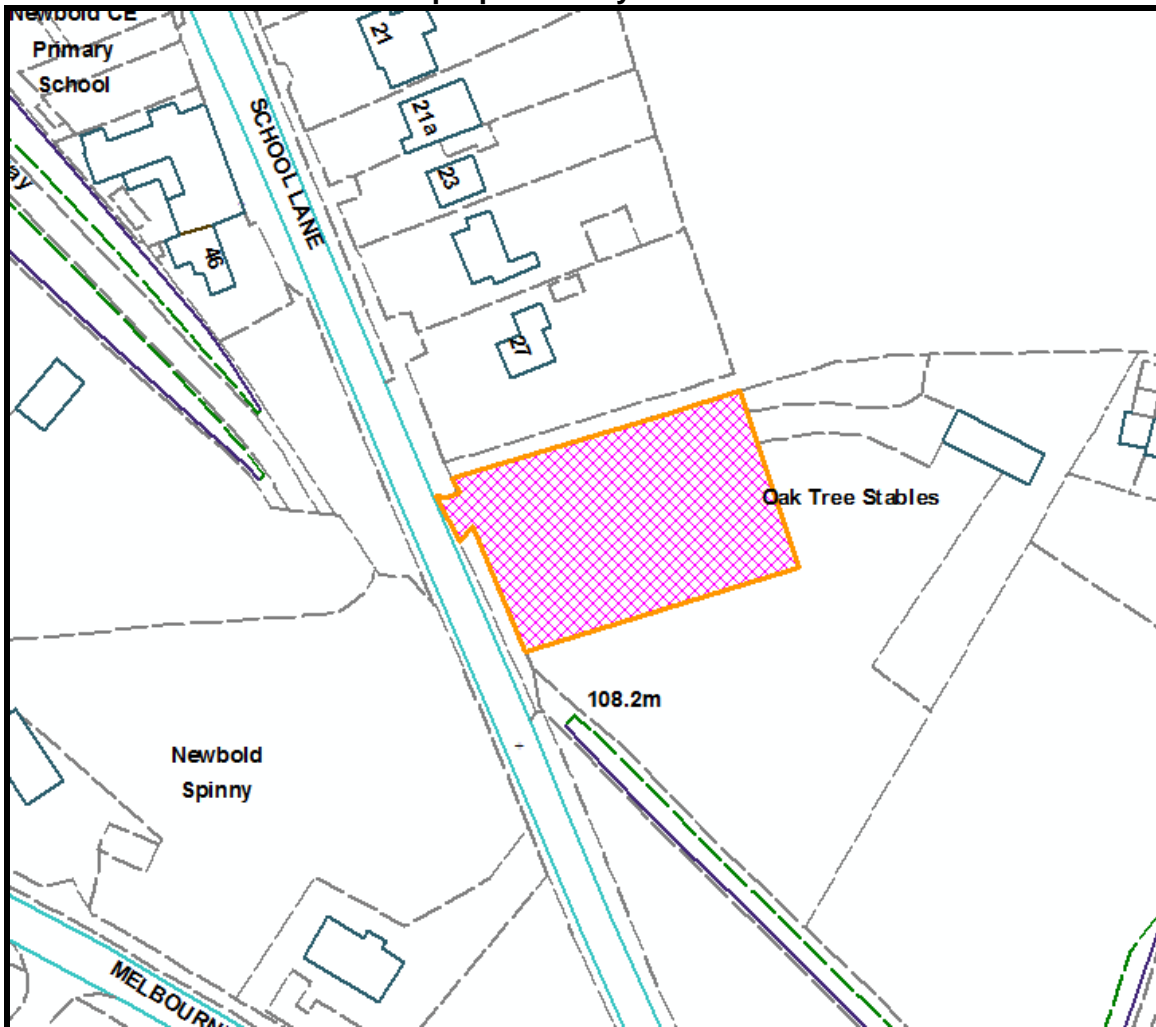 Newbold CE
Primary
School
21
SCHOOL LANE
21a
23
46
27
Oak Tree Stables
108.2m
Newbold
Spinny